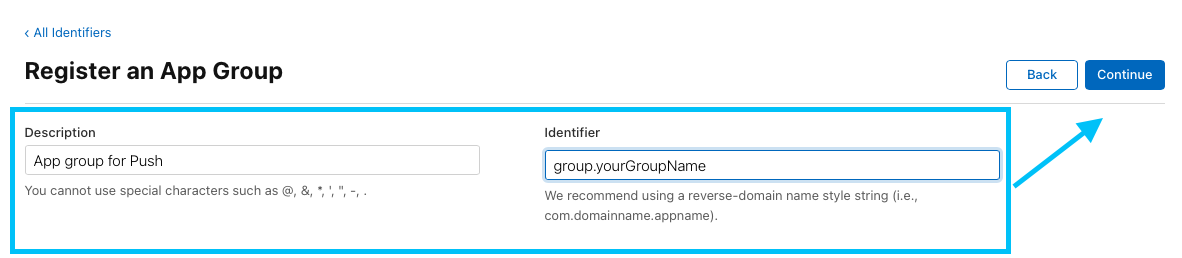 ‹ All Identifiers
Register an App Group
Back
Continue
Description
App group for Push
You cannot use special characters such as @, &, *, ', ", -, .
Identifier
group.yourGroupName
We recommend using a reverse-domain name style string (i.e.,
com.domainname.appname).